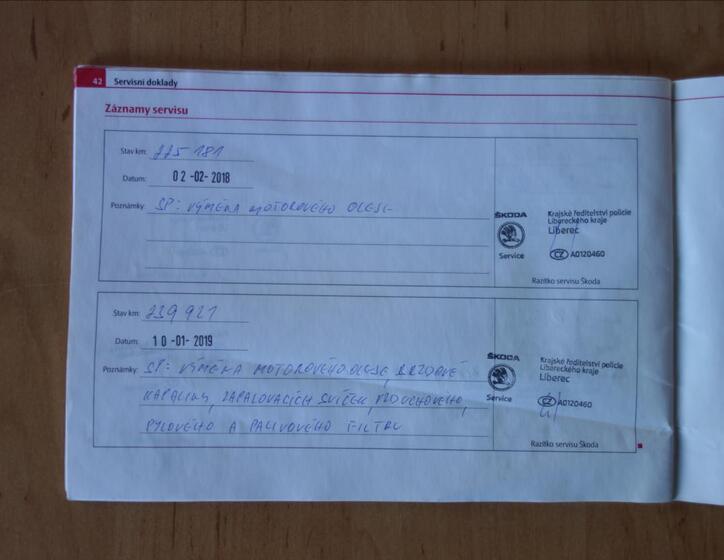 42 Servisní doklady
Záznamy servisu
Stav km: 225 181
Datum: 02-02-2018
Poznámky: SP: VÝMĚNA MOTOROVÉHO OLEJE
ŠKODA
Service
Krajské ředitelství policie
Libereckého kraje
Liberec
CZ A0120460
Razítko servisu Škoda
Stav km: 239 921
Datum: 10-01-2019
Poznámky: SP: VÝMĚNA MOTOROVÉHO OLEJE, BRZDOVÉ
KAPALINY, ZAPALOVACÍCH SVÍČEK, VZDUCHOVÉHO,
PYLOVÉHO A PALIVOVÉHO FILTRU
ŠKODA
Service
Krajské ředitelství policie
Libereckého kraje
Liberec
CZ A0120460
Razítko servisu Škoda